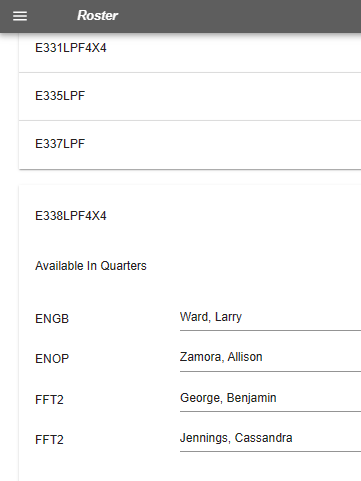 Roster
E331LPF4X4
E335LPF
E337LPF
E338LPF4X4
Available In Quarters
ENGB Ward, Larry
ENOP Zamora, Allison
FFT2 George, Benjamin
FFT2 Jennings, Cassandra